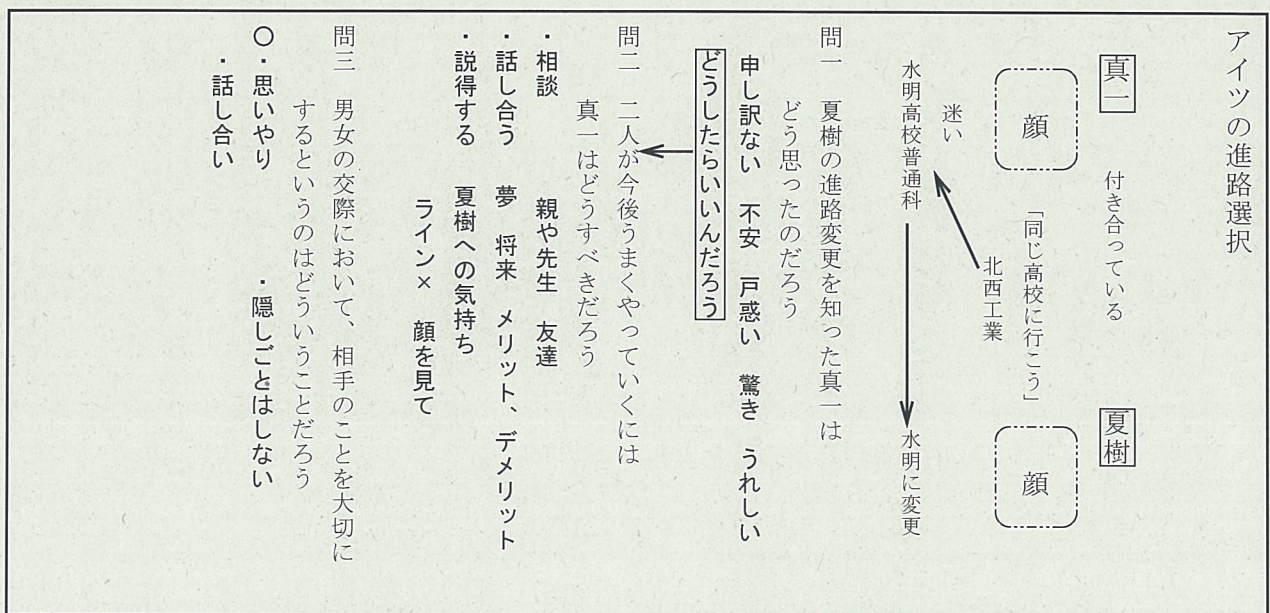 アイツの進路選択
真一
付き合っている
夏樹
顔
「同じ高校に行こう」
顔
北西工業
迷い
水明高校普通科
水明に変更
問一　夏樹の進路変更を知った真一は
どう思ったのだろう
申し訳ない　不安　戸惑い　驚き　うれしい
どうしたらいいんだろう
問二　二人が今後うまくやっていくには
真一はどうすべきだろう
・相談　親や先生　友達
・話し合う　夢　将来　メリット、デメリット
・説得する　夏樹への気持ち
ライン×　顔を見て
問三　男女の交際において、相手のことを大切に
するというのはどういうことだろう
〇・思いやり　・隠しごとはしない
・話し合い